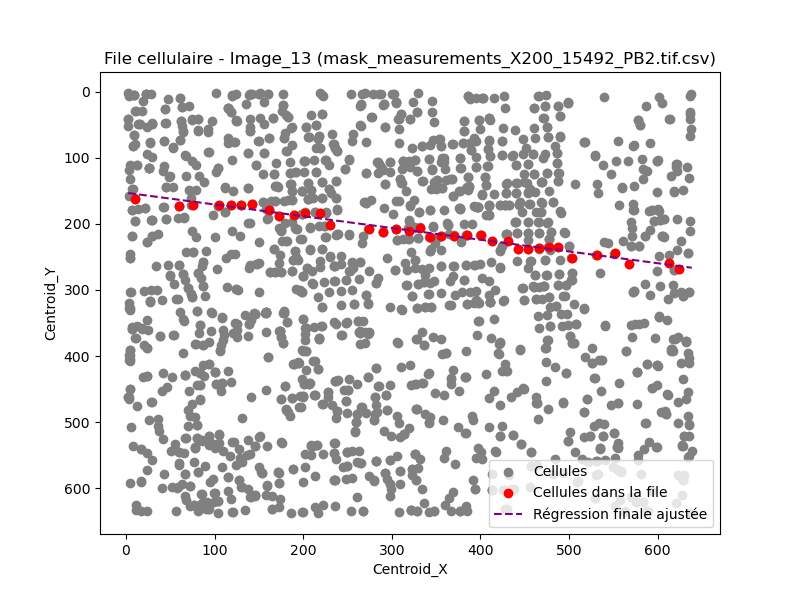 File cellulaire - Image_13 (mask_measurements_X200_15492_PB2.tif.csv)
0
100
200
300
400
500
600
Centroid_Y
Cellules
Cellules dans la file
Régression finale ajustée
0 100 200 300 400 500 600
Centroid_X